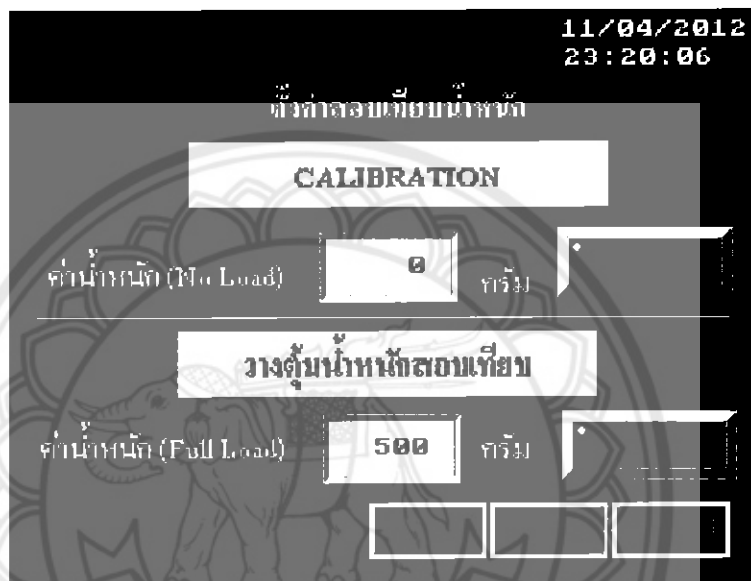 11/04/2012
23:20:06
ตั้งค่าสอบเทียบน้ำหนัก
CALIBRATION
ค่าน้ำหนัก (No Load) 0 กรัม
วางตุ้มน้ำหนักสอบเทียบ
ค่าน้ำหนัก (Full Load) 500 กรัม